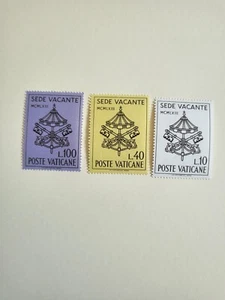 SEDE VACANTE
MCMLXIII
L.100
POSTE VATICANE
SEDE VACANTE
MCMLXIII
L.40
POSTE VATICANE
SEDE VACANTE
MCMLXIII
L.10
POSTE VATICANE